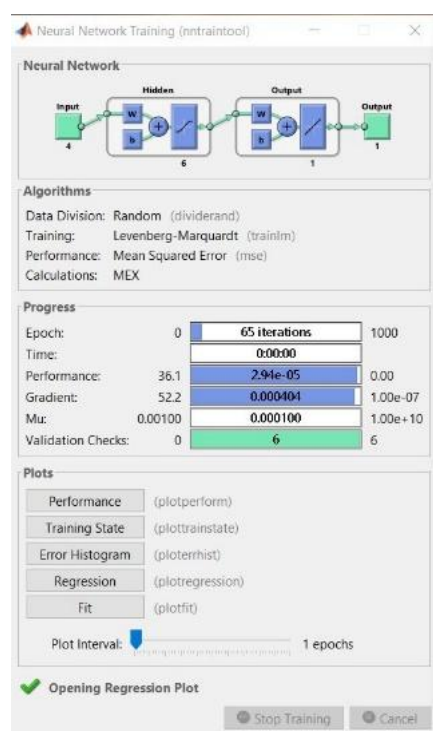 Neural Network Training (nntraintool)
Neural Network
Hidden Output
Input Output
W W
b b
4 1
6 1
Algorithms
Data Division: Random (dividerand)
Training: Levenberg-Marquardt (trainlm)
Performance: Mean Squared Error (mse)
Calculations: MEX
Progress
Epoch: 0 65 iterations 1000
Time: 0:00:00
Performance: 36.1 2.94e-05 0.00
Gradient: 52.2 0.000404 1.00e-07
Mu: 0.00100 0.000100 1.00e+10
Validation Checks: 0 6 6
Plots
Performance (plotperform)
Training State (plottrainstate)
Error Histogram (ploterrhist)
Regression (plotregression)
Fit (plotfit)
Plot Interval: 1 epochs
Opening Regression Plot
Stop Training Cancel